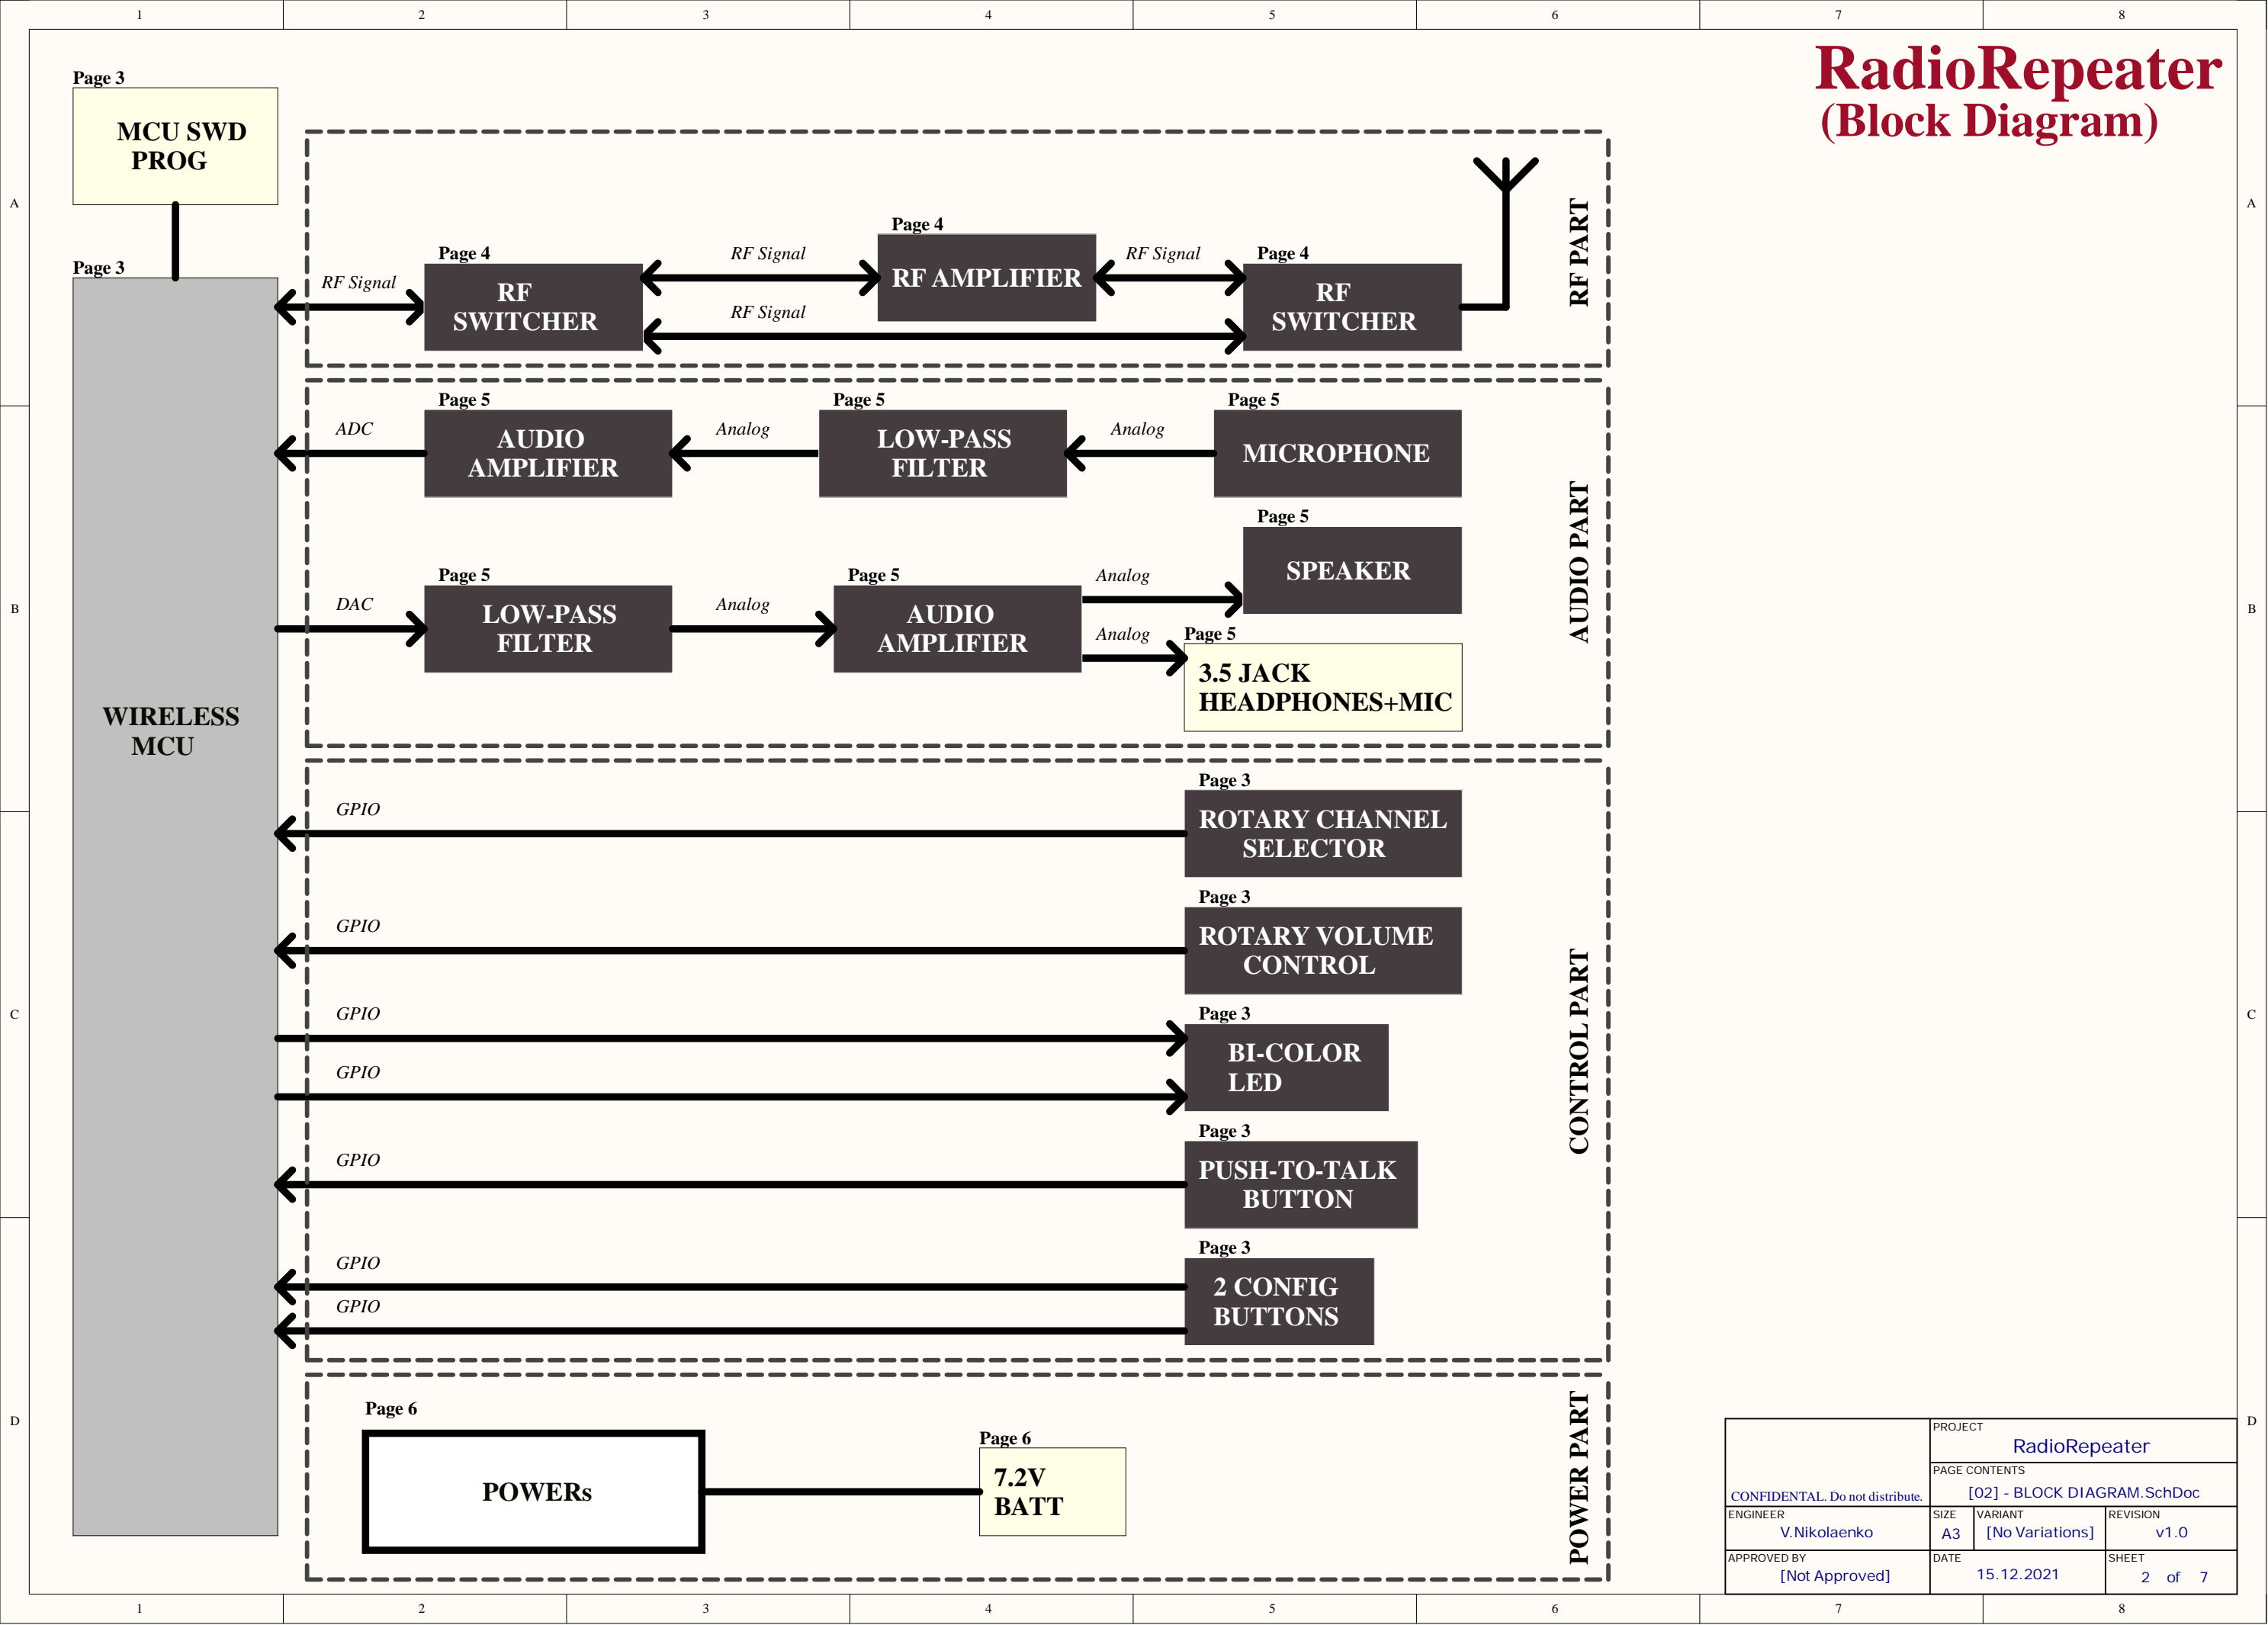 1 2 3 4 5 6 7 8
RadioRepeater
(Block Diagram)
Page 3
MCU SWD
PROG
A
A
RF PART
Page 4
RF AMPLIFIER
Page 3
RF Signal
Page 4
RF
SWITCHER
RF Signal
RF Signal
RF Signal
Page 4
RF
SWITCHER
WIRELESS
MCU
AUDIO PART
ADC
Page 5
AUDIO
AMPLIFIER
Analog
Page 5
LOW-PASS
FILTER
Analog
Page 5
MICROPHONE
Page 5
SPEAKER
B
B
DAC
Page 5
LOW-PASS
FILTER
Analog
Page 5
AUDIO
AMPLIFIER
Analog
Analog
Page 5
3.5 JACK
HEADPHONES+MIC
CONTROL PART
GPIO
Page 3
ROTARY CHANNEL
SELECTOR
GPIO
Page 3
ROTARY VOLUME
CONTROL
C
C
GPIO
GPIO
Page 3
BI-COLOR
LED
GPIO
Page 3
PUSH-TO-TALK
BUTTON
GPIO
GPIO
Page 3
2 CONFIG
BUTTONS
D
D
POWER PART
Page 6
POWERs
Page 6
7.2V
BATT
PROJECT
RadioRepeater
PAGE CONTENTS
[02] - BLOCK DIAGRAM.SchDoc
CONFIDENTAL. Do not distribute.
ENGINEER
V.Nikolaenko
SIZE
A3
VARIANT
[No Variations]
REVISION
v1.0
APPROVED BY
[Not Approved]
DATE
15.12.2021
SHEET
2 of 7
1 2 3 4 5 6 7 8